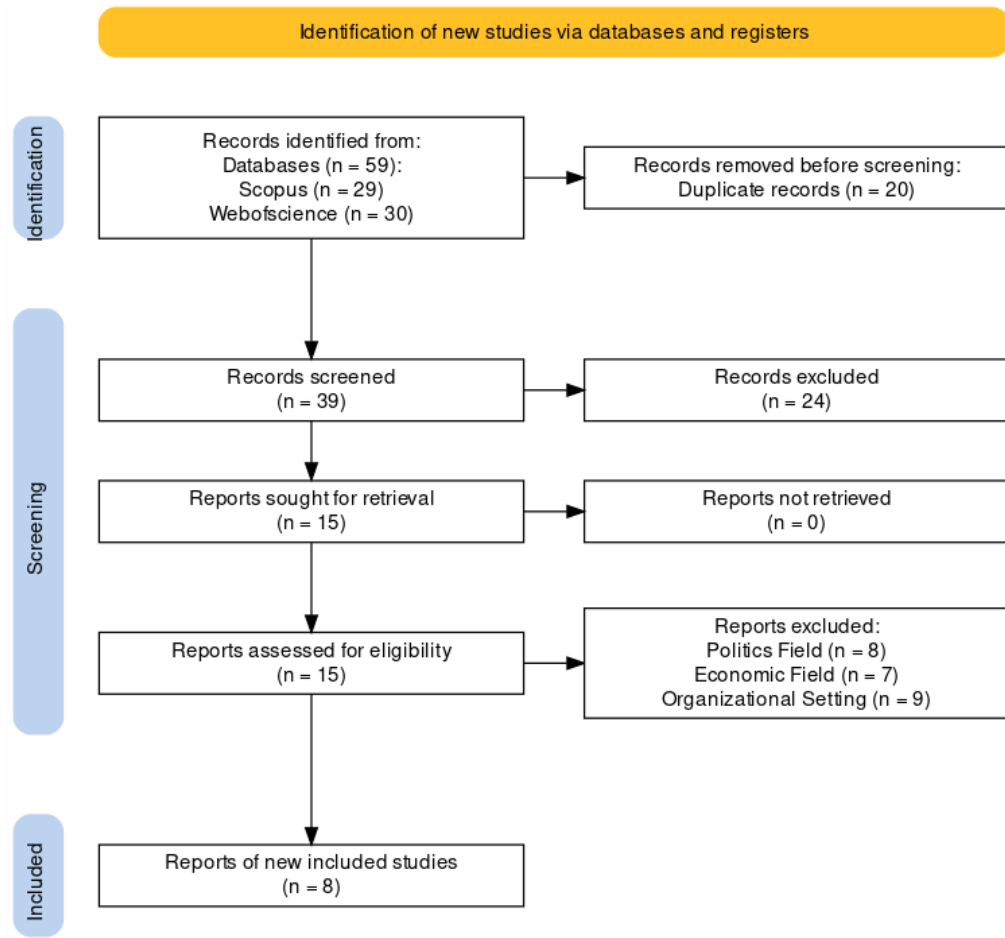 Identification of new studies via databases and registers
Identification
Records identified from:
Databases (n = 59):
Scopus (n = 29)
Webofscience (n = 30)
Records removed before screening:
Duplicate records (n = 20)
Screening
Records screened
(n = 39)
Records excluded
(n = 24)
Reports sought for retrieval
(n = 15)
Reports not retrieved
(n = 0)
Reports assessed for eligibility
(n = 15)
Reports excluded:
Politics Field (n = 8)
Economic Field (n = 7)
Organizational Setting (n = 9)
Included
Reports of new included studies
(n = 8)